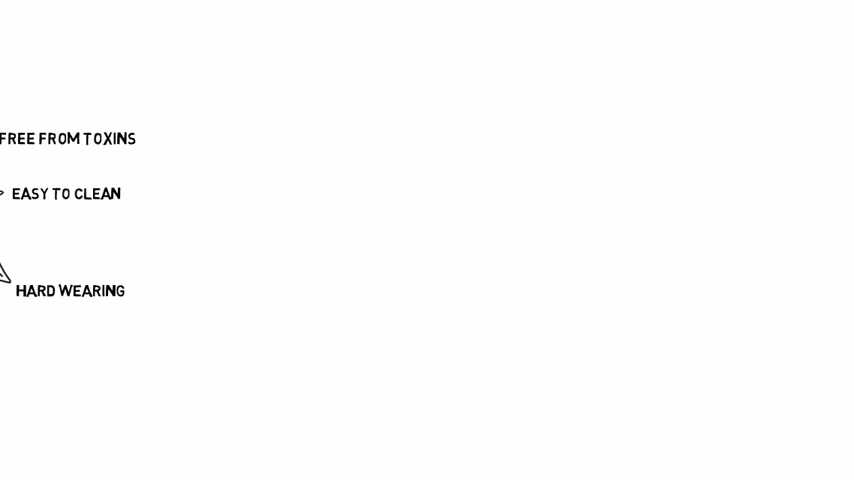 FREE FROM TOXINS
EASY TO CLEAN
HARD WEARING